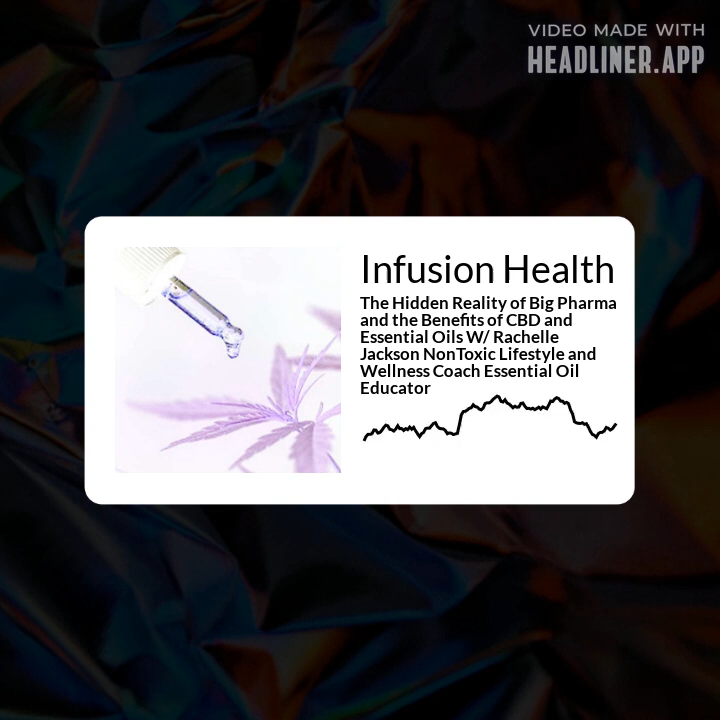 VIDEO MADE WITH
HEADLINER.APP
Infusion Health
The Hidden Reality of Big Pharma
and the Benefits of CBD and
Essential Oils W/ Rachelle
Jackson NonToxic Lifestyle and
Wellness Coach Essential Oil
Educator